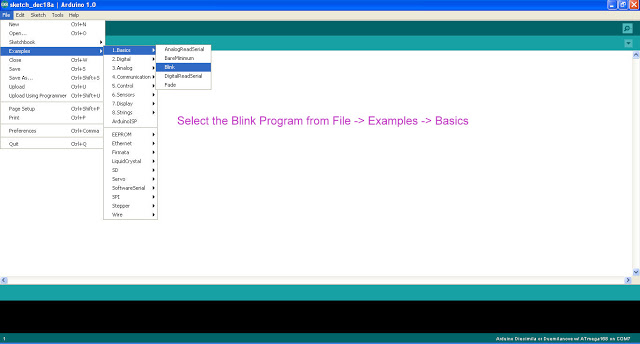 sketch_dec18a | Arduino 1.0
File Edit Sketch Tools Help
New Ctrl+N
Open... Ctrl+O
Sketchbook
Examples
Close Ctrl+W
Save Ctrl+S
Save As... Ctrl+Shift+S
Upload Ctrl+U
Upload Using Programmer Ctrl+Shift+U
Page Setup Ctrl+Shift+P
Print Ctrl+P
Preferences Ctrl+Comma
Quit Ctrl+Q
1.Basics
2.Digital
3.Analog
4.Communication
5.Control
6.Sensors
7.Display
8.Strings
ArduinoISP
EEPROM
Ethernet
Firmata
LiquidCrystal
SD
Servo
SoftwareSerial
SPI
Stepper
Wire
AnalogReadSerial
BareMinimum
Blink
DigitalReadSerial
Fade
Select the Blink Program from File -> Examples -> Basics
1
Arduino Diecimila or Duemilanove w/ ATmega168 on COM7